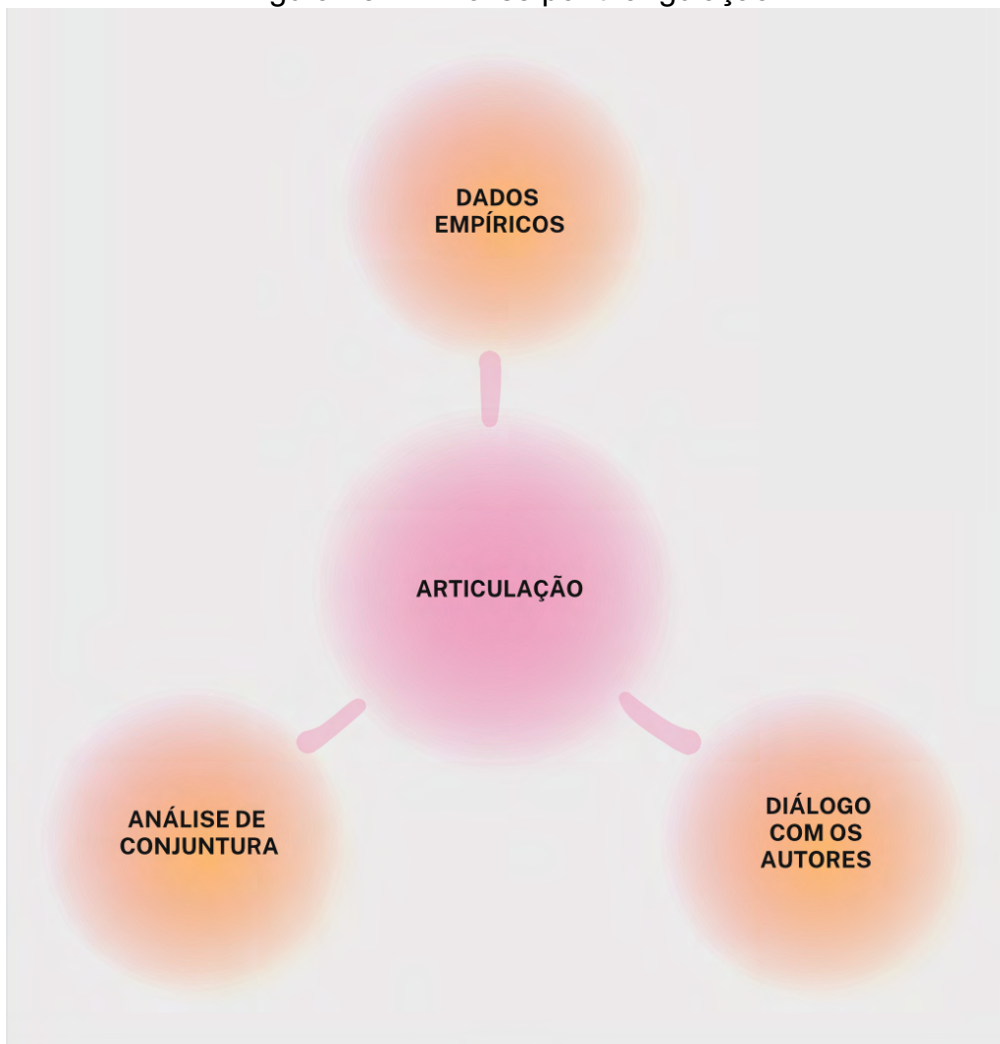 DADOS
EMPÍRICOS
ARTICULAÇÃO
ANÁLISE DE
CONJUNTURA
DIÁLOGO
COM OS
AUTORES